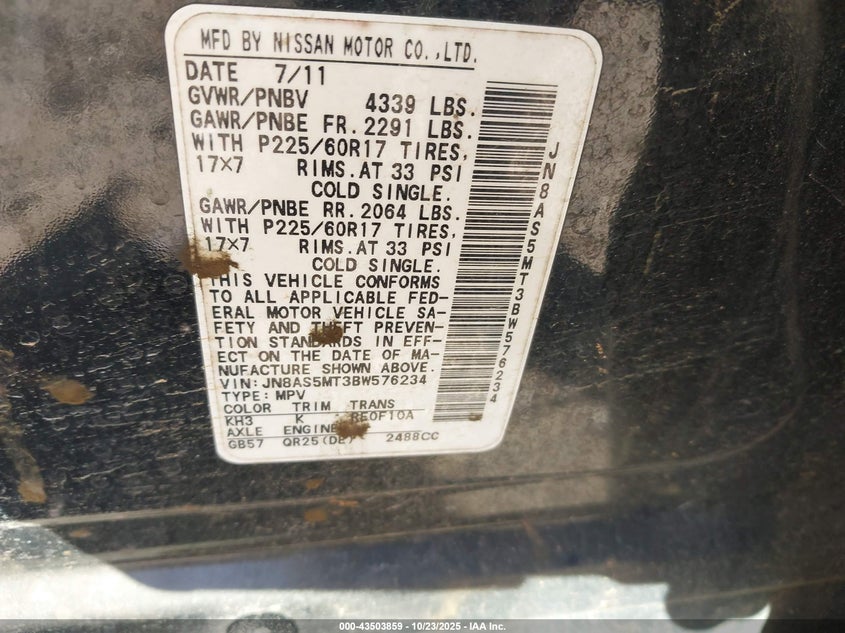 MFD BY NISSAN MOTOR CO.,LTD.
DATE 7/11
GVWR/PNBV 4339 LBS.
GAWR/PNBE FR. 2291 LBS.
WITH P225/60R17 TIRES,
17×7 RIMS.AT 33 PSI
COLD SINGLE.
GAWR/PNBE RR. 2064 LBS.
WITH P225/60R17 TIRES,
17×7 RIMS.AT 33 PSI
COLD SINGLE.
THIS VEHICLE CONFORMS
TO ALL APPLICABLE FED-
ERAL MOTOR VEHICLE SA-
FETY AND THEFT PREVEN-
TION STANDARDS IN EFF-
ECT ON THE DATE OF MA-
NUFACTURE SHOWN ABOVE.
VIN: JN8AS5MT3BW576234
TYPE: MPV
COLOR TRIM TRANS
KH3 K RE0F10A
AXLE ENGINE
GB57 QR25(DE) 2488CC
JN8AS5MT3BW576234
000-43503859 - 10/23/2025 - IAA Inc.